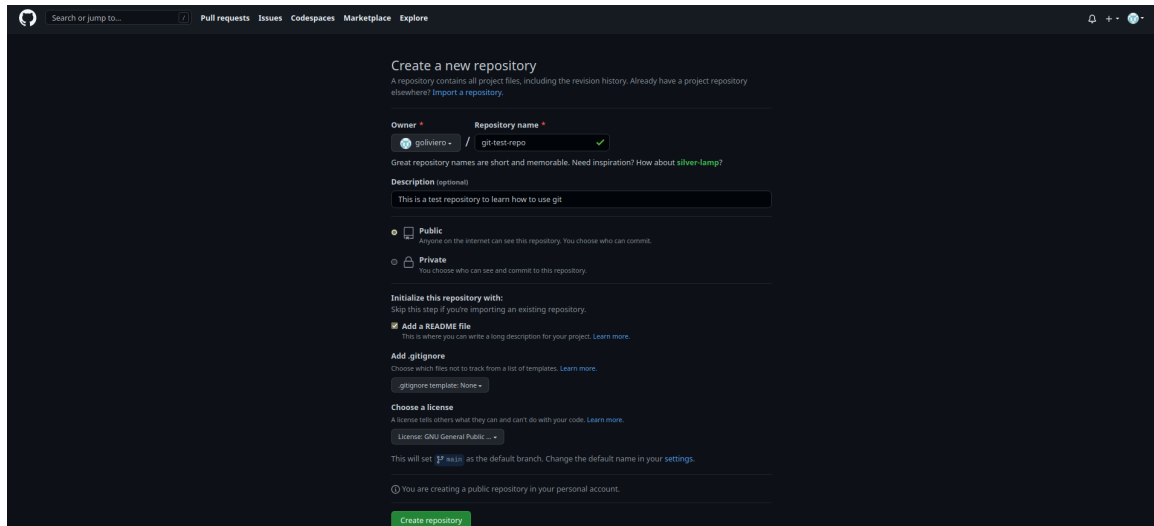 Search or jump to... /
Pull requests Issues Codespaces Marketplace Explore
Create a new repository
A repository contains all project files, including the revision history. Already have a project repository
elsewhere? Import a repository.
Owner * Repository name *
goliviero / git-test-repo
Great repository names are short and memorable. Need inspiration? How about silver-lamp?
Description (optional)
This is a test repository to learn how to use git
Public
Anyone on the internet can see this repository. You choose who can commit.
Private
You choose who can see and commit to this repository.
Initialize this repository with:
Skip this step if you're importing an existing repository.
Add a README file
This is where you can write a long description for your project. Learn more.
Add .gitignore
Choose which files not to track from a list of templates. Learn more.
.gitignore template: None
Choose a license
A license tells others what they can and can't do with your code. Learn more.
License: GNU General Public ...
This will set main as the default branch. Change the default name in your settings.
You are creating a public repository in your personal account.
Create repository